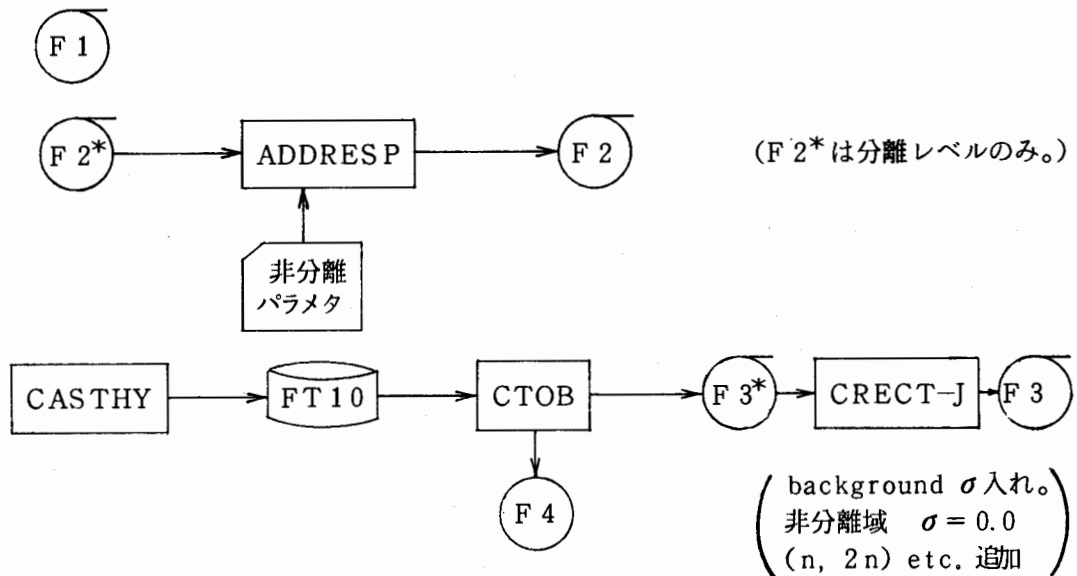 F 1
F 2* ADDRESP F 2 (F 2* は分離レベルのみ。)
非分離
パラメタ
CASTHY FT10 CTOB F 3* CRECT-J F 3
F 4
background σ入れ。
非分離域 σ = 0.0
(n, 2n) etc. 追加